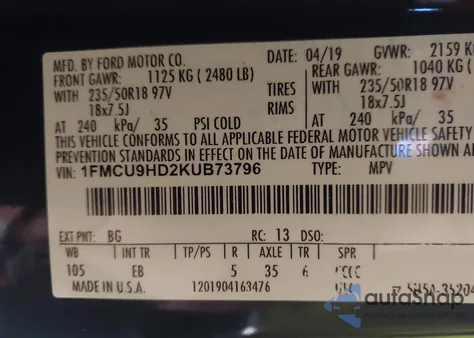 MFD. BY FORD MOTOR CO. DATE: 04/19 GVWR: 2159 KG
FRONT GAWR: 1125 KG (2480 LB) REAR GAWR: 1040 KG
WITH 235/50R18 97V TIRES WITH 235/50R18 97V
18x7.5J RIMS 18x7.5J
AT 240 kPa/ 35 PSI COLD AT 240 kPa/ 35
THIS VEHICLE CONFORMS TO ALL APPLICABLE FEDERAL MOTOR VEHICLE SAFETY
PREVENTION STANDARDS IN EFFECT ON THE DATE OF MANUFACTURE SHOWN
VIN: 1FMCU9HD2KUB73796 TYPE: MPV
EXT PNT: BG RC: 13 DSO:
WB INT TR TP/PS R A TR SPR
105 EB 5 35 6
MADE IN U.S.A. 1201904163476
autoSnap